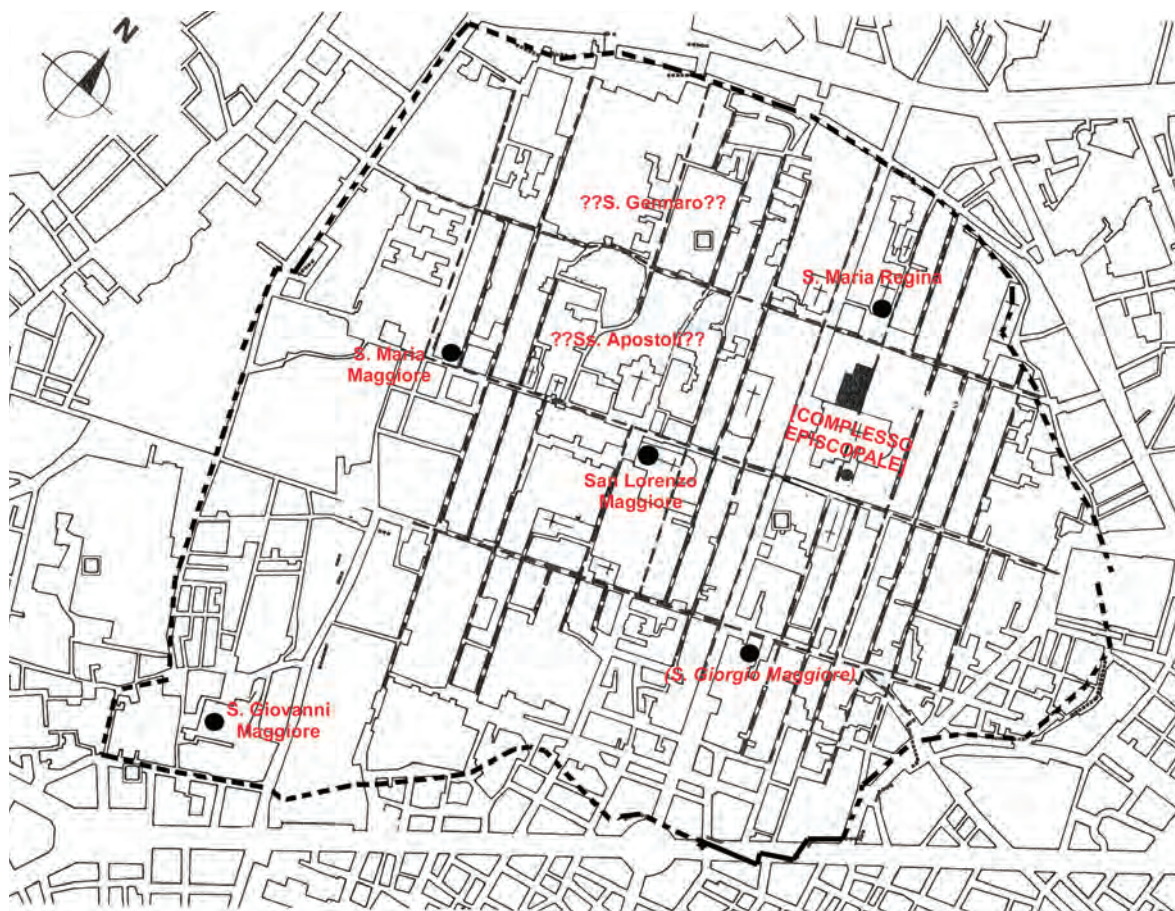 N
??S. Gennaro??
S. Maria Regina
??Ss. Apostoli??
S. Maria
Maggiore
[COMPLESSO
EPISCOPALE]
San Lorenzo
Maggiore
(S. Giorgio Maggiore)
S. Giovanni
Maggiore